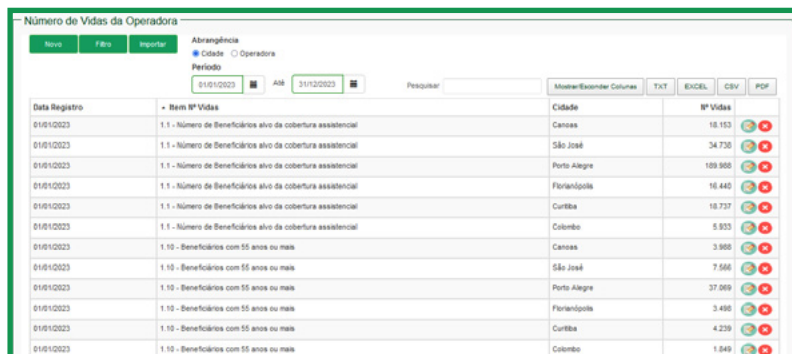 Número de Vidas da Operadora
Novo Filtro Importar
Abrangência
Cidade Operadora
Período
01/01/2023 Até 31/12/2023 Pesquisar Mostrar/Esconder Colunas TXT EXCEL CSV PDF
Data Registro Item Nº Vidas Cidade Nº Vidas
01/01/2023 1.1 - Número de Beneficiários alvo da cobertura assistencial Canoas 18.153
01/01/2023 1.1 - Número de Beneficiários alvo da cobertura assistencial São José 34.738
01/01/2023 1.1 - Número de Beneficiários alvo da cobertura assistencial Porto Alegre 189.988
01/01/2023 1.1 - Número de Beneficiários alvo da cobertura assistencial Florianópolis 16.440
01/01/2023 1.1 - Número de Beneficiários alvo da cobertura assistencial Curitiba 18.737
01/01/2023 1.1 - Número de Beneficiários alvo da cobertura assistencial Colombo 5.933
01/01/2023 1.10 - Beneficiários com 55 anos ou mais Canoas 3.988
01/01/2023 1.10 - Beneficiários com 55 anos ou mais São José 7.566
01/01/2023 1.10 - Beneficiários com 55 anos ou mais Porto Alegre 37.069
01/01/2023 1.10 - Beneficiários com 55 anos ou mais Florianópolis 3.498
01/01/2023 1.10 - Beneficiários com 55 anos ou mais Curitiba 4.239
01/01/2023 1.10 - Beneficiários com 55 anos ou mais Colombo 1.849